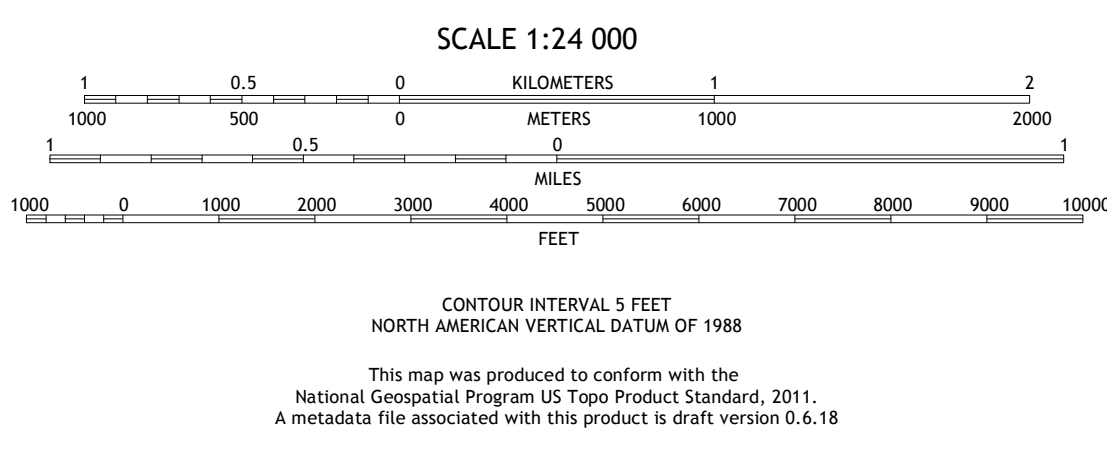 SCALE 1:24 000
1 0.5 0 KILOMETERS 1 2
1000 500 0 METERS 1000 2000
1 0.5 0 1
MILES
1000 0 1000 2000 3000 4000 5000 6000 7000 8000 9000 10000
FEET
CONTOUR INTERVAL 5 FEET
NORTH AMERICAN VERTICAL DATUM OF 1988
This map was produced to conform with the
National Geospatial Program US Topo Product Standard, 2011.
A metadata file associated with this product is draft version 0.6.18